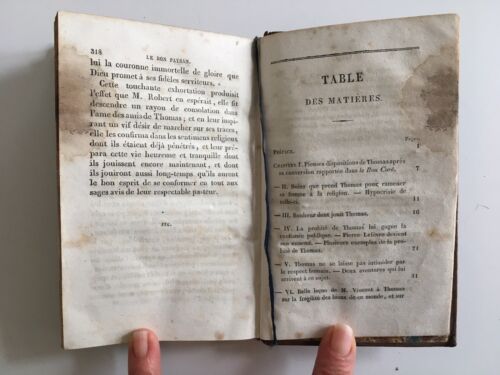 318
LE BON PAYSAN.
lui la couronne immortelle de gloire que
Dieu promet à ses fidèles serviteurs.
Cette touchante exhortation produisit
l'effet que M. Robert en espérait, elle fit
descendre un rayon de consolation dans
l'âme des amis de Thomas; et en leur inspi-
rant un vif désir de marcher sur ses traces,
elle les confirma dans les sentimens religieux
dont ils étaient déjà pénétrés, et leur prépa-
ra cette vie heureuse et tranquille dont
ils jouissent encore maintenant, et dont
ils jouiront aussi long-temps qu'ils auront
le bon esprit de se conformer en tout aux
sages avis de leur respectable pasteur.
FIN.
TABLE
DES MATIÈRES.
Pages.
PRÉFACE. 1
CHAPITRE I. Pieuses dispositions de Thomas après
sa conversion rapportée dans le Bon Curé. 7
— II. Soins que prend Thomas pour ramener
sa femme à la religion. — Hypocrisie de
celle-ci. 11
— III. Bonheur dont jouit Thomas. 16
— IV. La probité de Thomas lui gagne la
confiance publique. — Pierre Lefèvre devient
son ennemi. — Plusieurs exemples de la pro-
bité de Thomas. 21
— V. Thomas ne se laisse pas intimider par
le respect humain. — Deux aventures qui lui
arrivent à ce sujet. 31
— VI. Belle leçon de M. Vincent à Thomas
sur la fragilité des biens de ce monde, et sur